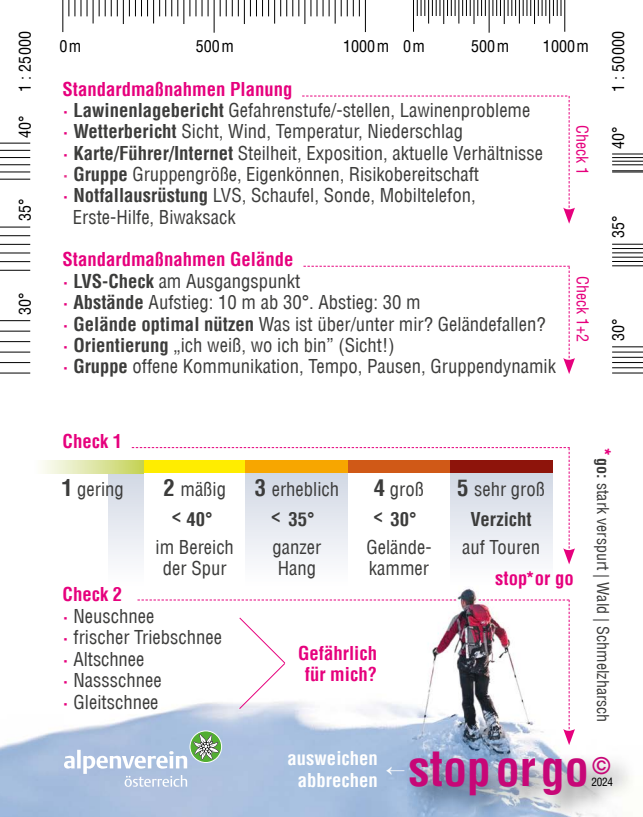 0m 500m 1000m 0m 500m 1000m
1 : 25000
1 : 50000
40°
35°
30°
40°
35°
30°
Standardmaßnahmen Planung
· Lawinenlagebericht Gefahrenstufe/-stellen, Lawinenprobleme
· Wetterbericht Sicht, Wind, Temperatur, Niederschlag
· Karte/Führer/Internet Steilheit, Exposition, aktuelle Verhältnisse
· Gruppe Gruppengröße, Eigenkönnen, Risikobereitschaft
· Notfallausrüstung LVS, Schaufel, Sonde, Mobiltelefon,
Erste-Hilfe, Biwaksack
Check 1
Standardmaßnahmen Gelände
· LVS-Check am Ausgangspunkt
· Abstände Aufstieg: 10 m ab 30°. Abstieg: 30 m
· Gelände optimal nützen Was ist über/unter mir? Geländefallen?
· Orientierung „ich weiß, wo ich bin” (Sicht!)
· Gruppe offene Kommunikation, Tempo, Pausen, Gruppendynamik
Check 1+2
Check 1
1 gering 2 mäßig 3 erheblich 4 groß 5 sehr groß
< 40° < 35° < 30° Verzicht
im Bereich ganzer Gelände- auf Touren
der Spur Hang kammer
stop*or go
* go: stark verspurt | Wald | Schmelzharsch
Check 2
· Neuschnee
· frischer Triebschnee
· Altschnee
· Nassschnee
· Gleitschnee
Gefährlich
für mich?
alpenverein
österreich
ausweichen
abbrechen
← stop or go ©
2024